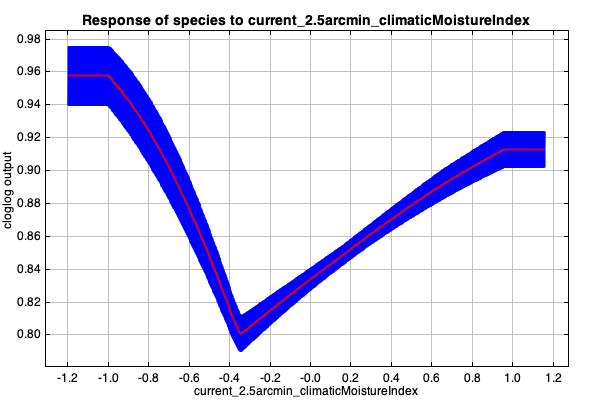 Response of species to current_2.5arcmin_climaticMoistureIndex
0.98
0.96
0.94
0.92
0.90
0.88
0.86
0.84
0.82
0.80
cloglog output
-1.2 -1.0 -0.8 -0.6 -0.4 -0.2 -0.0 0.2 0.4 0.6 0.8 1.0 1.2
current_2.5arcmin_climaticMoistureIndex